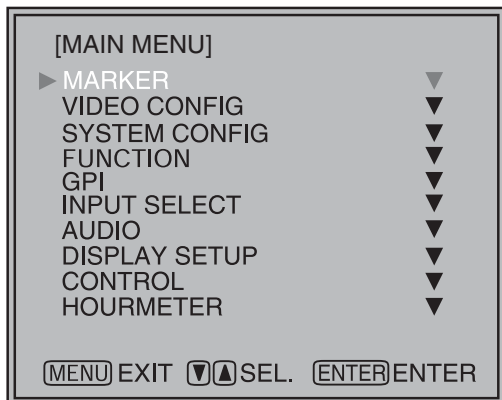 [MAIN MENU]
▶ MARKER ▼
VIDEO CONFIG ▼
SYSTEM CONFIG ▼
FUNCTION ▼
GPI ▼
INPUT SELECT ▼
AUDIO ▼
DISPLAY SETUP ▼
CONTROL ▼
HOURMETER ▼
MENU EXIT ▼▲ SEL. ENTER ENTER